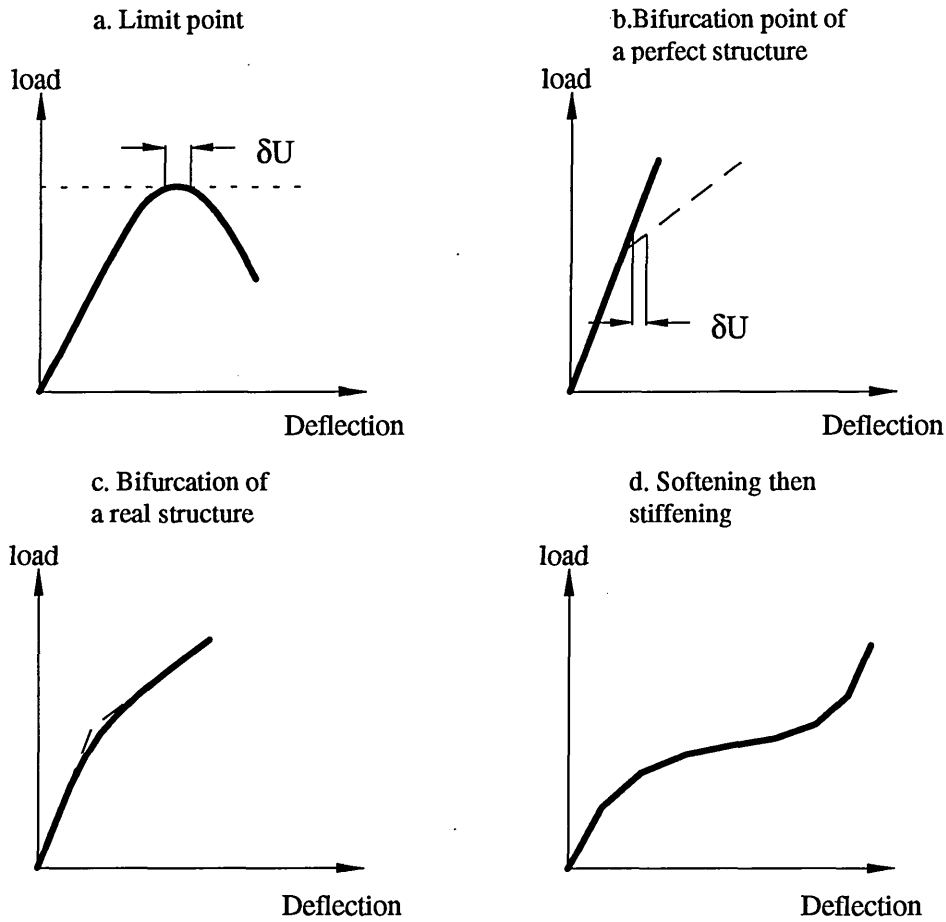 a. Limit point
load
δU
Deflection
b.Bifurcation point of
a perfect structure
load
δU
Deflection
c. Bifurcation of
a real structure
load
Deflection
d. Softening then
stiffening
load
Deflection